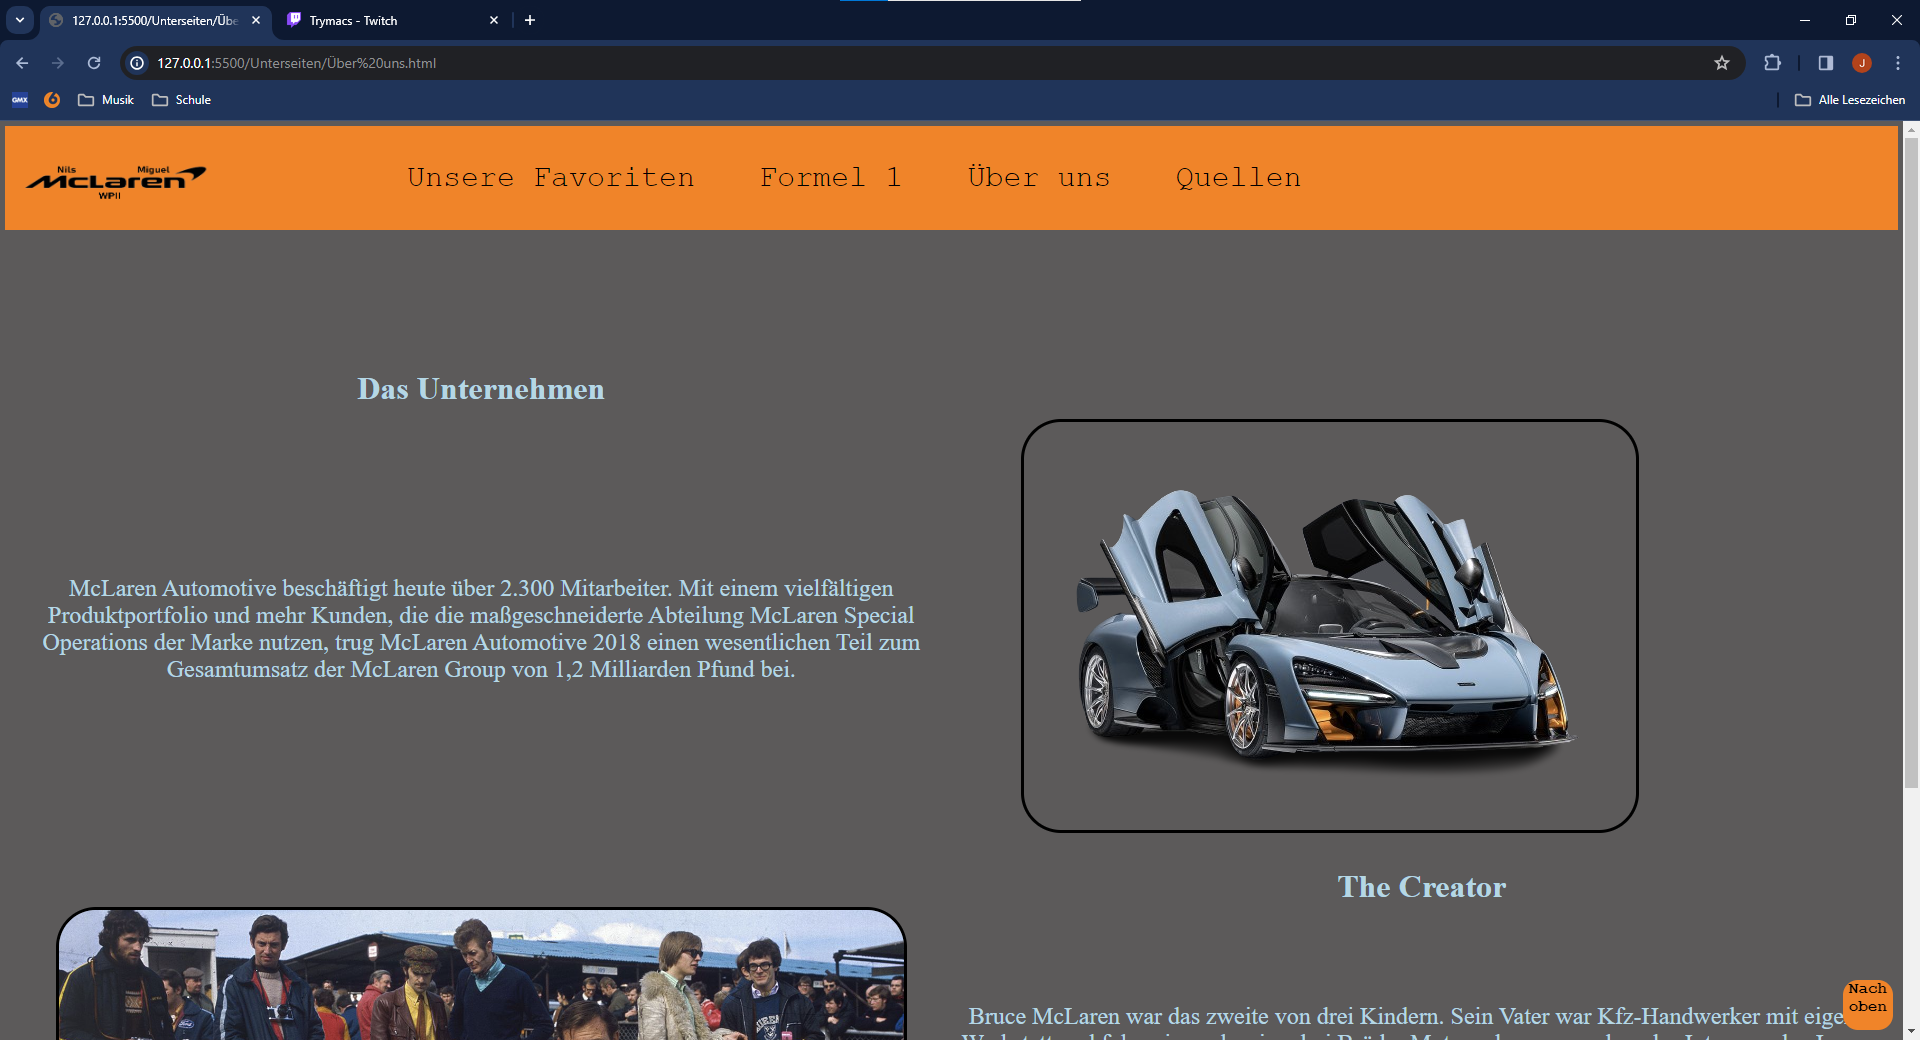 127.0.0.1:5500/Unterseiten/Übe
Trymacs - Twitch
127.0.0.1:5500/Unterseiten/Über%20uns.html
J
GMX
Musik
Schule
Alle Lesezeichen
Nils Miguel
McLaren
WPII
Unsere Favoriten
Formel 1
Über uns
Quellen
Das Unternehmen
McLaren Automotive beschäftigt heute über 2.300 Mitarbeiter. Mit einem vielfältigen
Produktportfolio und mehr Kunden, die die maßgeschneiderte Abteilung McLaren Special
Operations der Marke nutzen, trug McLaren Automotive 2018 einen wesentlichen Teil zum
Gesamtumsatz der McLaren Group von 1,2 Milliarden Pfund bei.
The Creator
Bruce McLaren war das zweite von drei Kindern. Sein Vater war Kfz-Handwerker mit eige
Nach
oben